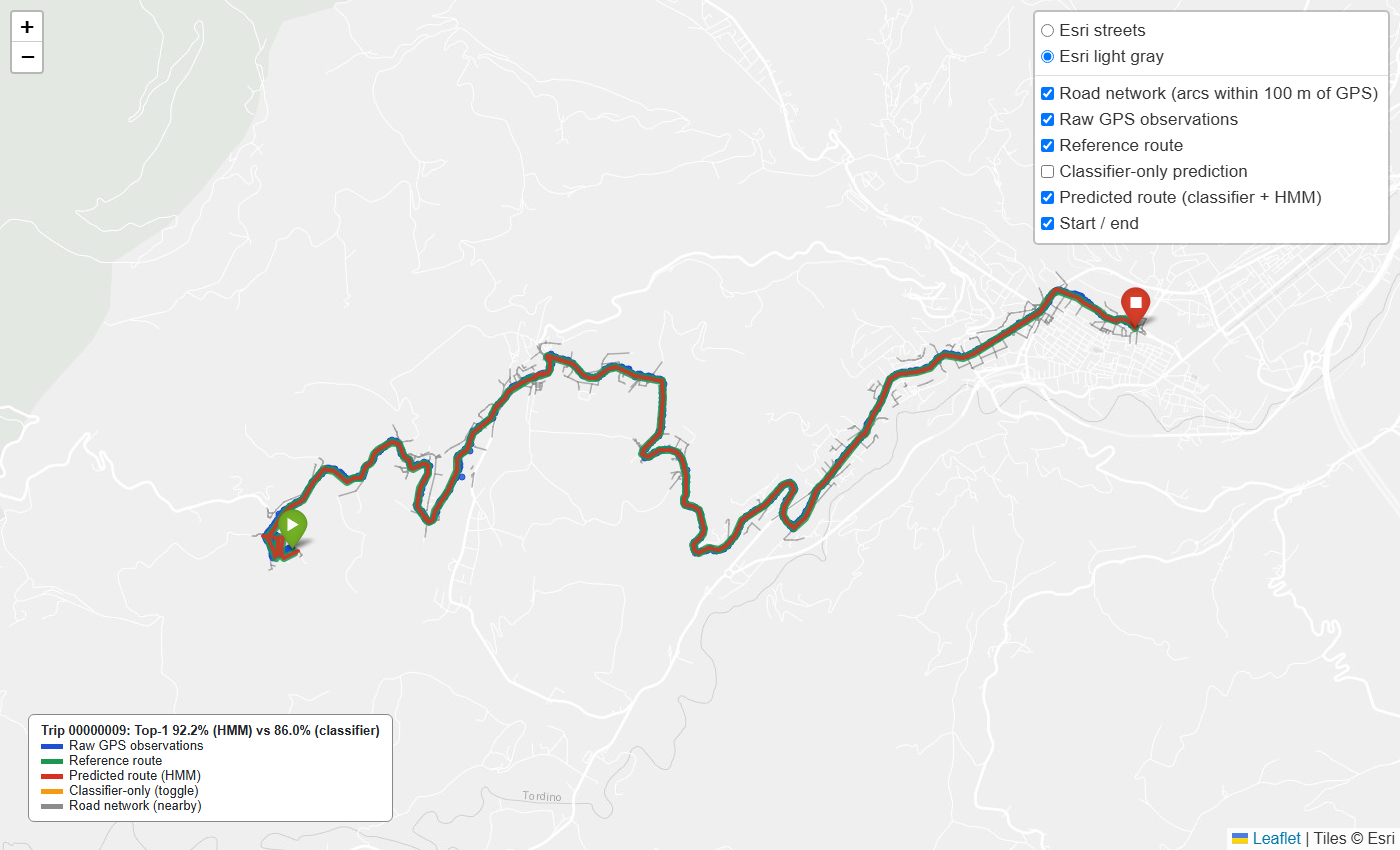 +
−
Esri streets
Esri light gray
Road network (arcs within 100 m of GPS)
Raw GPS observations
Reference route
Classifier-only prediction
Predicted route (classifier + HMM)
Start / end
Trip 00000009: Top-1 92.2% (HMM) vs 86.0% (classifier)
Raw GPS observations
Reference route
Predicted route (HMM)
Classifier-only (toggle)
Road network (nearby)
Tordino
Leaflet | Tiles © Esri